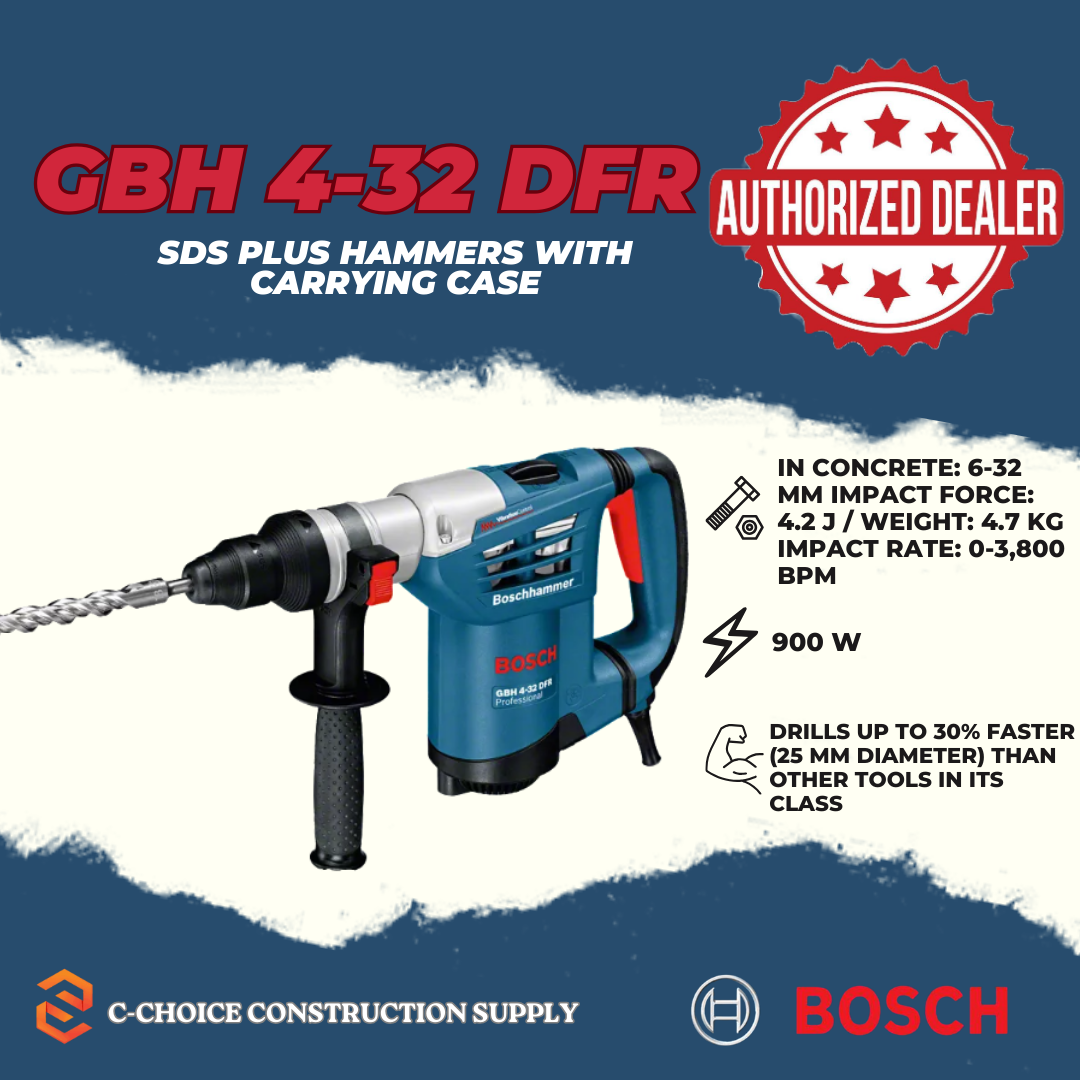 GBH 4-32 DFR
SDS PLUS HAMMERS WITH
CARRYING CASE
AUTHORIZED DEALER
IN CONCRETE: 6-32
MM IMPACT FORCE:
4.2 J / WEIGHT: 4.7 KG
IMPACT RATE: 0-3,800
BPM
900 W
DRILLS UP TO 30% FASTER
(25 MM DIAMETER) THAN
OTHER TOOLS IN ITS
CLASS
Boschhammer
BOSCH
GBH 4-32 DFR
Professional
C-CHOICE CONSTRUCTION SUPPLY
BOSCH